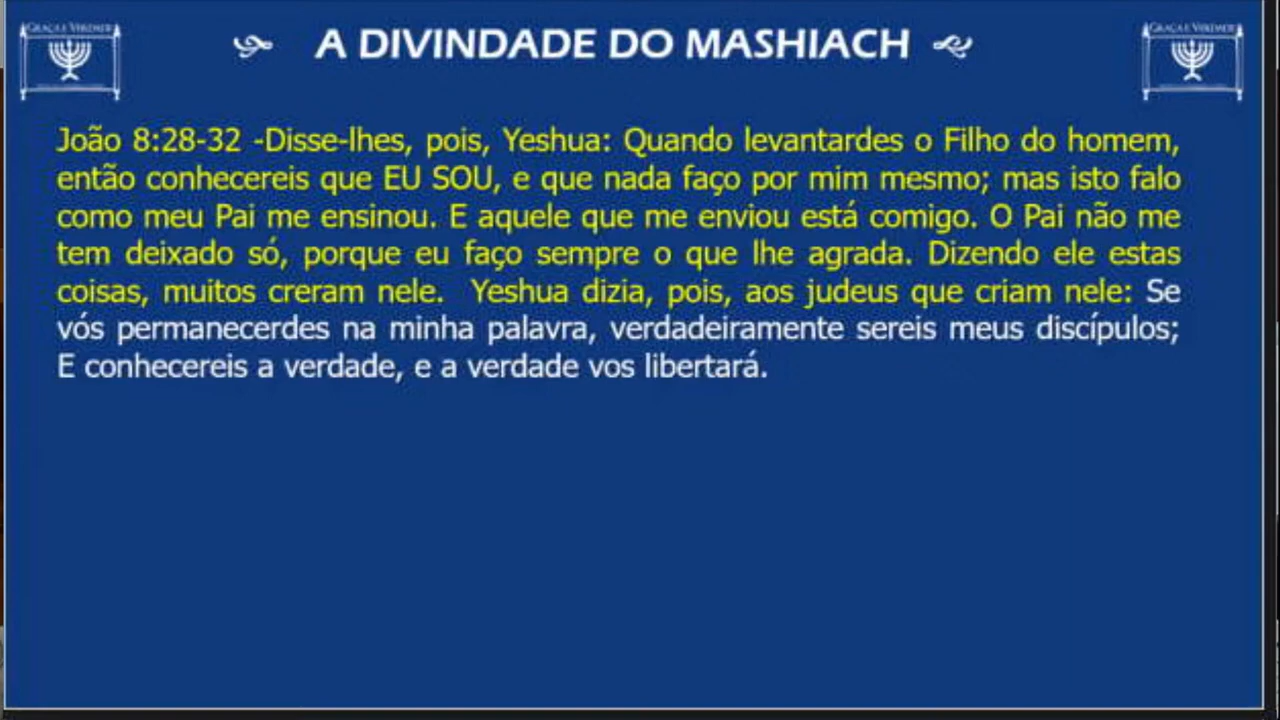 GRAÇA E VERDADE
A DIVINDADE DO MASHIACH
GRAÇA E VERDADE
João 8:28-32 -Disse-lhes, pois, Yeshua: Quando levantardes o Filho do homem,
então conhecereis que EU SOU, e que nada faço por mim mesmo; mas isto falo
como meu Pai me ensinou. E aquele que me enviou está comigo. O Pai não me
tem deixado só, porque eu faço sempre o que lhe agrada. Dizendo ele estas
coisas, muitos creram nele.  Yeshua dizia, pois, aos judeus que criam nele: Se
vós permanecerdes na minha palavra, verdadeiramente sereis meus discípulos;
E conhecereis a verdade, e a verdade vos libertará.